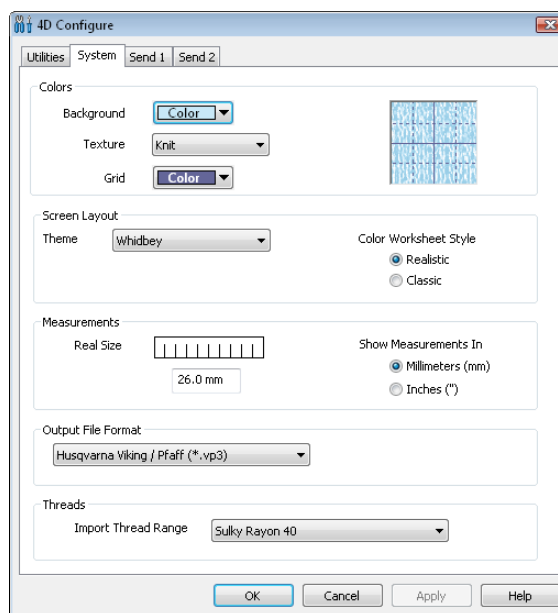 4D Configure
Utilities System Send 1 Send 2
Colors
Background Color
Texture Knit
Grid Color
Screen Layout
Theme Whidbey
Color Worksheet Style
Realistic
Classic
Measurements
Real Size
26.0 mm
Show Measurements In
Millimeters (mm)
Inches (")
Output File Format
Husqvarna Viking / Pfaff (*.vp3)
Threads
Import Thread Range Sulky Rayon 40
OK Cancel Apply Help